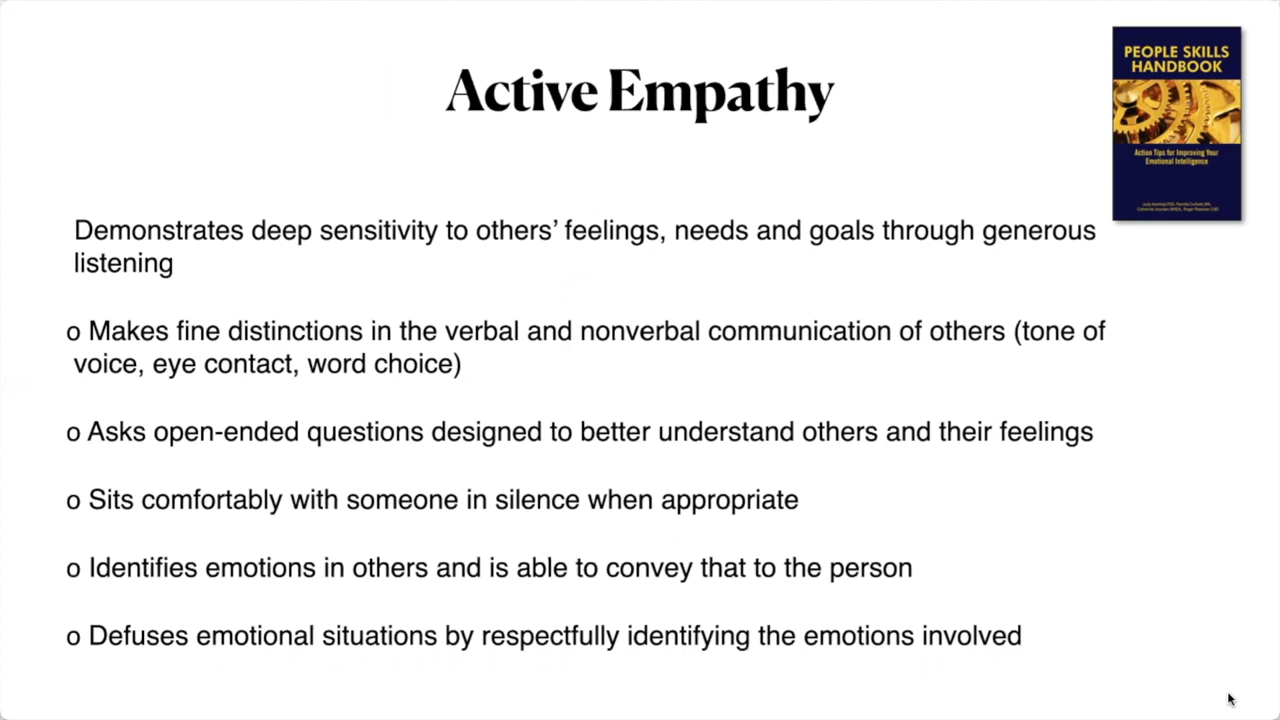 Active Empathy
PEOPLE SKILLS
HANDBOOK
Action Tips for Improving Your
Emotional Intelligence
Demonstrates deep sensitivity to others’ feelings, needs and goals through generous
listening
o Makes fine distinctions in the verbal and nonverbal communication of others (tone of
voice, eye contact, word choice)
o Asks open-ended questions designed to better understand others and their feelings
o Sits comfortably with someone in silence when appropriate
o Identifies emotions in others and is able to convey that to the person
o Defuses emotional situations by respectfully identifying the emotions involved